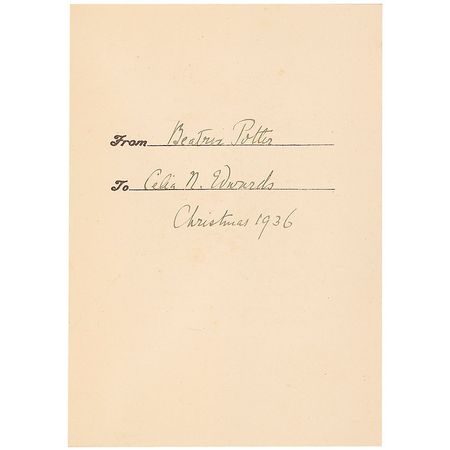 From Beatrix Potter
To Celia N. Edwards
Christmas 1936